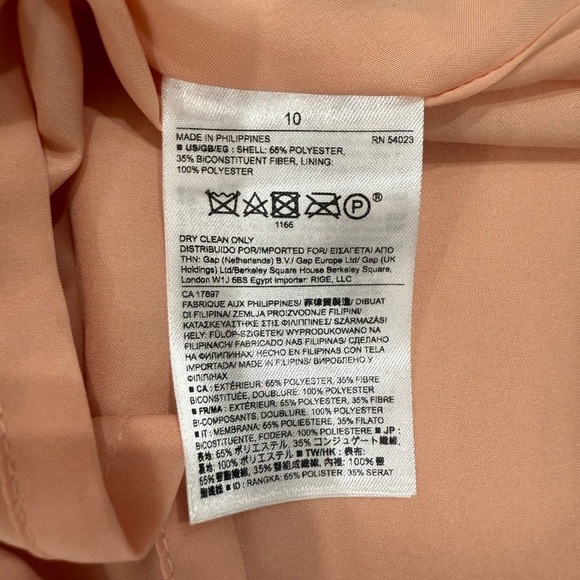 10
MADE IN PHILIPPINES RN 54023
■ US/GB/EG : SHELL: 65% POLYESTER,
35% BICONSTITUENT FIBER, LINING:
100% POLYESTER
P ®
1166
DRY CLEAN ONLY
DISTRIBUIDO POR/IMPORTED FOR/ ΕΙΣΑΓΕΤΑΙ ΑΠΟ
ΤΗΝ: Gap (Netherlands) B.V./ Gap Europe Ltd/ Gap (UK
Holdings) Ltd/Berkeley Square House Berkeley Square,
London W1J 6BS Egypt Importer: RIGE, LLC
CA 17897
FABRIQUE AUX PHILIPPINES/ 菲律賓製造/ DIBUAT
DI FILIPINA/ ZEMLJA PROIZVODNJE FILIPINI/
ΚΑΤΑΣΚΕΥΑΣΤΗΚΕ ΣΤΙΣ ΦΙΛΙΠΠΙΝΕΣ/ SZÁRMAZÁSI
HELY: FÜLÖP-SZIGETEK/ WYPRODUKOWANO NA
FILIPINACH/ FABRICADO NAS FILIPINAS/ СДЕЛАНО
НА ФИЛИППИНАХ/ HECHO EN FILIPINAS CON TELA
IMPORTADA/ MADE IN FILIPINAS/ ВИРОБЛЕНО У
ФІЛІППІНАХ
■ CA : EXTÉRIEUR: 65% POLYESTER, 35% FIBRE
BICONSTITUÉE, DOUBLURE: 100% POLYESTER
■ FR/MA : EXTÉRIEUR: 65% POLYESTER, 35% FIBRE
BI-COMPOSANTS, DOUBLURE: 100% POLYESTER
■ IT : MEMBRANA: 65% POLIESTERE, 35% FILATO
BICOSTITUENTE, FODERA: 100% POLIESTERE ■ JP :
表地: 65% ポリエステル, 35% コンジュゲート繊維,
裏地: 100% ポリエステル ■ TW/HK : 表布:
65% 聚酯纖維, 35% 雙組成纖維, 內裡: 100% 聚
酯纖維 ■ ID : RANGKA: 65% POLIESTER, 35% SERAT